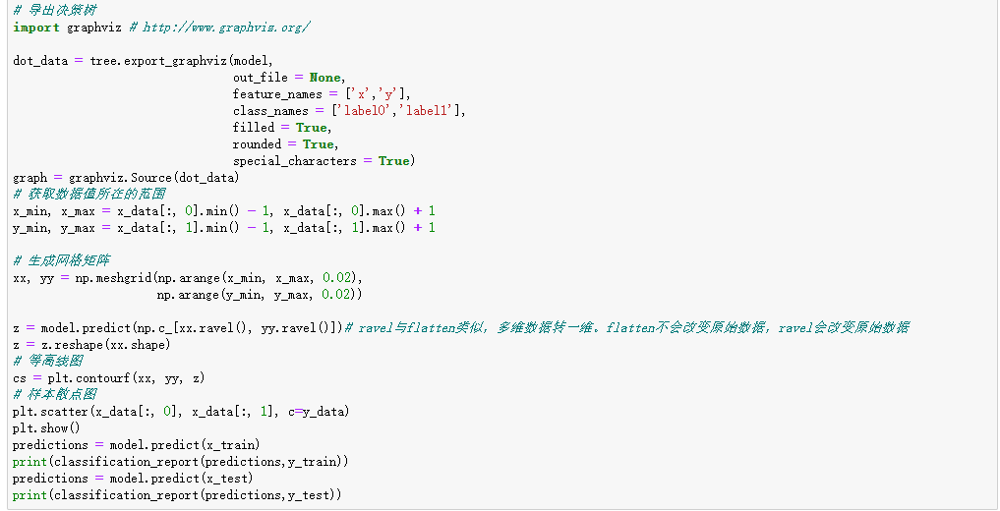 # 导出决策树
import graphviz # http://www.graphviz.org/
dot_data = tree.export_graphviz(model,
out_file = None,
feature_names = ['x','y'],
class_names = ['label0','label1'],
filled = True,
rounded = True,
special_characters = True)
graph = graphviz.Source(dot_data)
# 获取数据值所在的范围
x_min, x_max = x_data[:, 0].min() - 1, x_data[:, 0].max() + 1
y_min, y_max = x_data[:, 1].min() - 1, x_data[:, 1].max() + 1
# 生成网格矩阵
xx, yy = np.meshgrid(np.arange(x_min, x_max, 0.02),
np.arange(y_min, y_max, 0.02))
z = model.predict(np.c_[xx.ravel(), yy.ravel()])# ravel与flatten类似，多维数据转一维。flatten不会改变原始数据，ravel会改变原始数据
z = z.reshape(xx.shape)
# 等高线图
cs = plt.contourf(xx, yy, z)
# 样本散点图
plt.scatter(x_data[:, 0], x_data[:, 1], c=y_data)
plt.show()
predictions = model.predict(x_train)
print(classification_report(predictions,y_train))
predictions = model.predict(x_test)
print(classification_report(predictions,y_test))